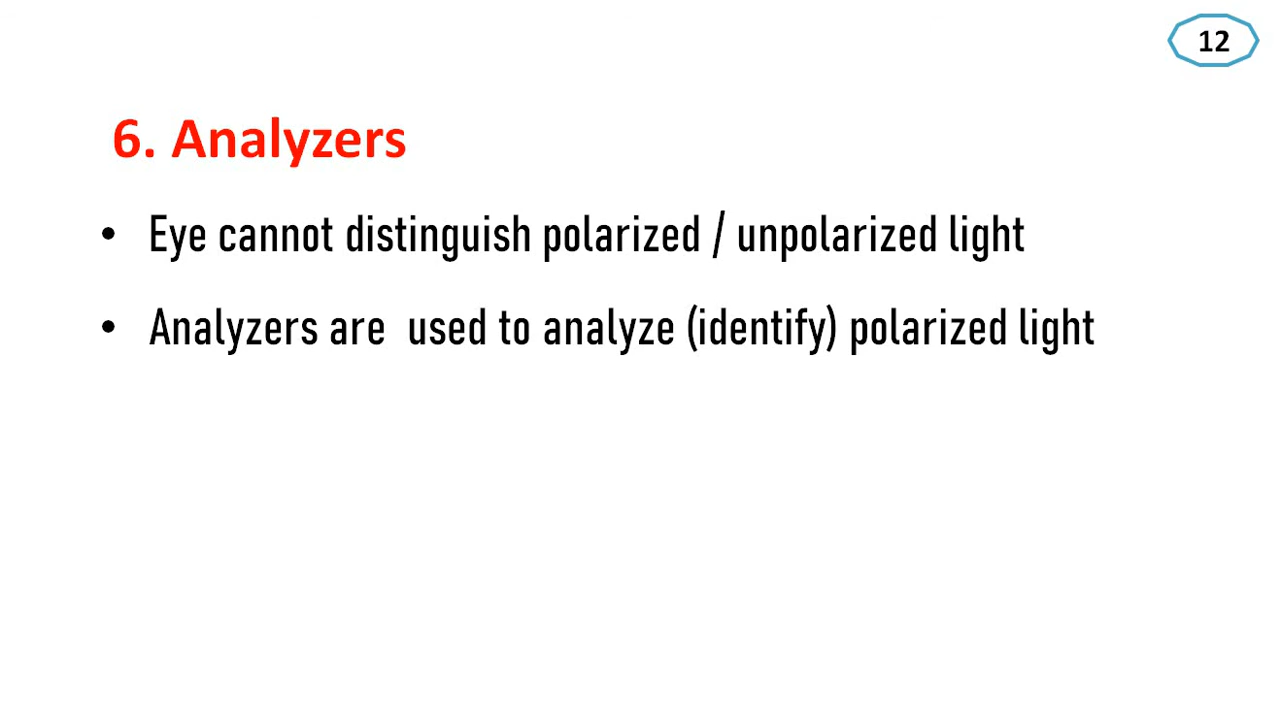 12
6. Analyzers
• Eye cannot distinguish polarized / unpolarized light
• Analyzers are used to analyze (identify) polarized light